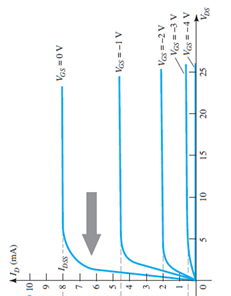 I_D (mA)
10
9
8
I_DSS
7
6
5
4
3
2
1
0
5
10
15
20
25
V_DS
V_GS = 0 V
V_GS = −1 V
V_GS = −2 V
V_GS = −3 V
V_GS = −4 V